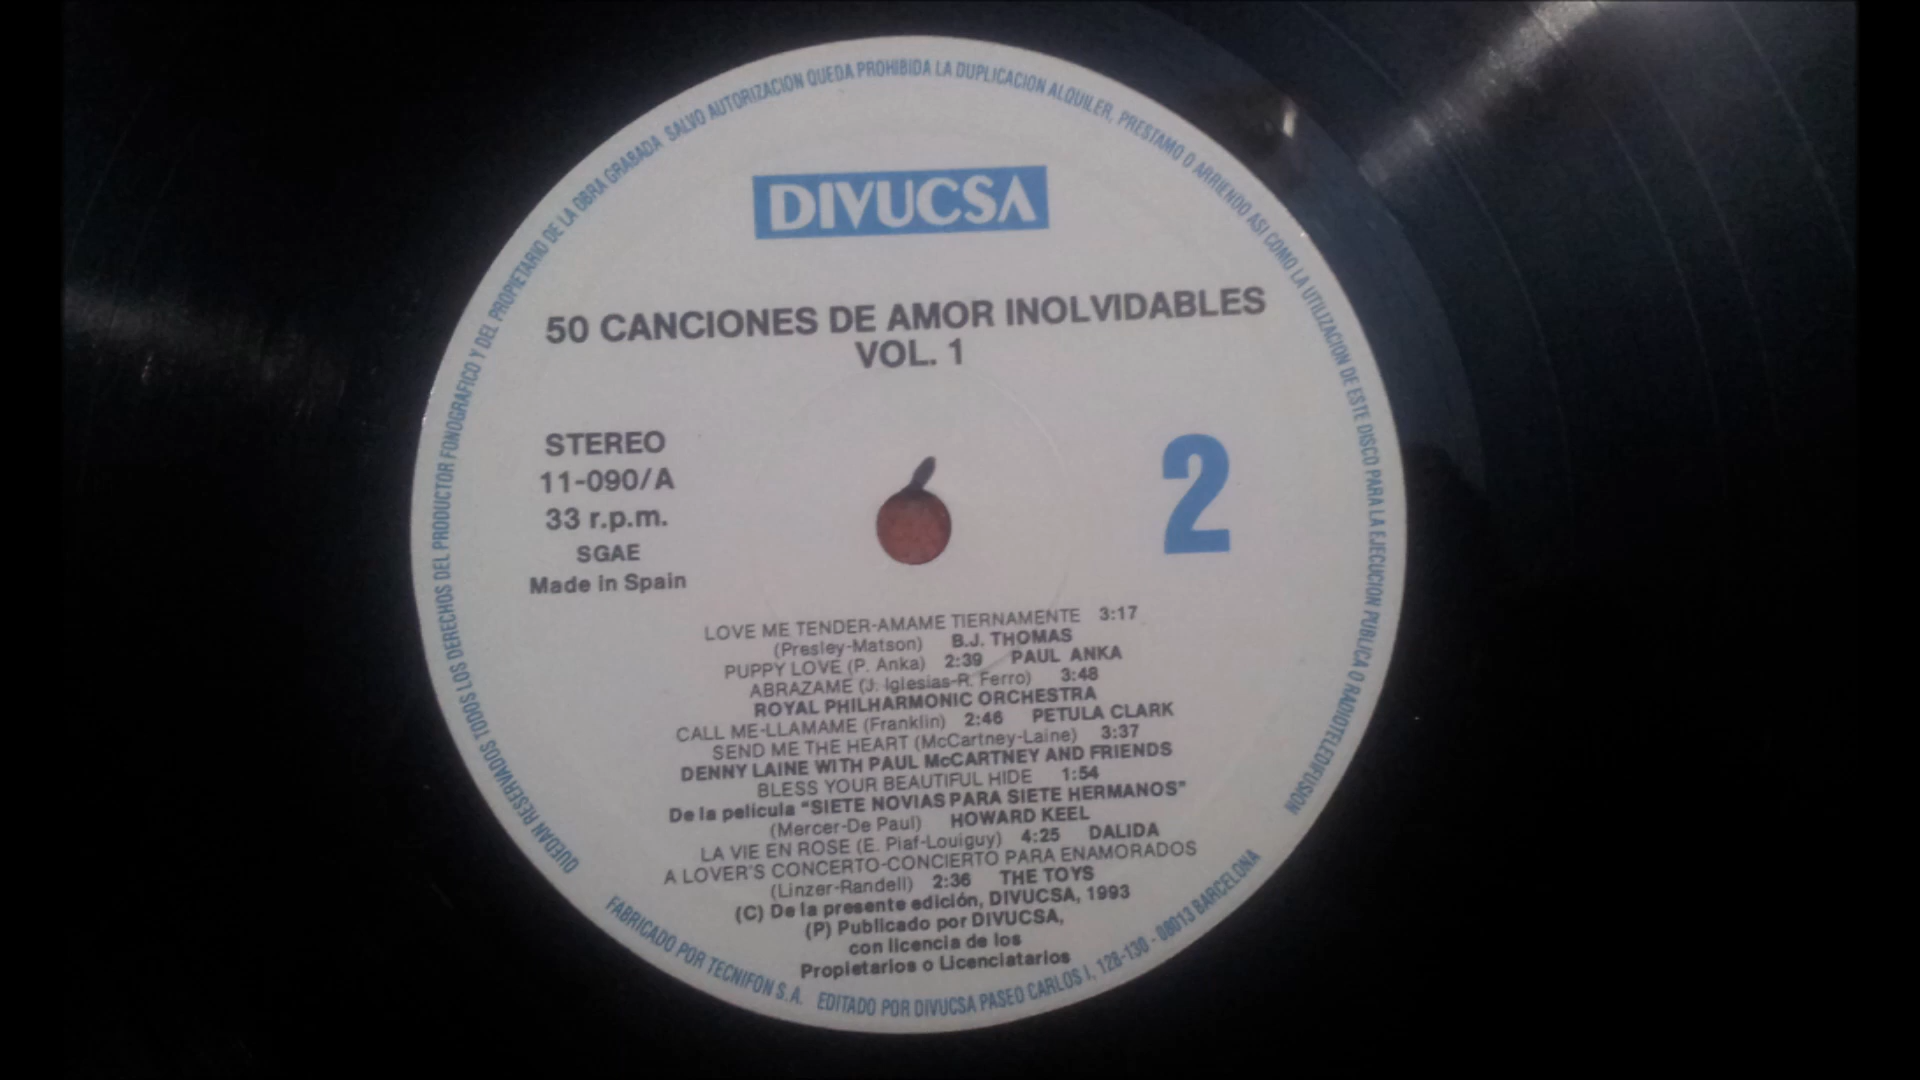 QUEDAN RESERVADOS TODOS LOS DERECHOS DEL PRODUCTOR FONOGRAFICO Y DEL PROPIETARIO DE LA OBRA GRABADA SALVO AUTORIZACION QUEDA PROHIBIDA LA DUPLICACION ALQUILER, PRESTAMO O ARRIENDO ASI COMO LA UTILIZACION DE ESTE DISCO PARA LA EJECUCION PUBLICA O RADIOTELEDIFUSION
DIVUCSA
50 CANCIONES DE AMOR INOLVIDABLES
VOL. 1
STEREO
11-090/A
33 r.p.m.
SGAE
Made in Spain
2
LOVE ME TENDER-AMAME TIERNAMENTE 3:17
(Presley-Matson) B.J. THOMAS
PUPPY LOVE (P. Anka) 2:39 PAUL ANKA
ABRAZAME (J. Iglesias-R. Ferro) 3:48
ROYAL PHILHARMONIC ORCHESTRA
CALL ME-LLAMAME (Franklin) 2:46 PETULA CLARK
SEND ME THE HEART (McCartney-Laine) 3:37
DENNY LAINE WITH PAUL McCARTNEY AND FRIENDS
BLESS YOUR BEAUTIFUL HIDE 1:54
De la película "SIETE NOVIAS PARA SIETE HERMANOS"
(Mercer-De Paul) HOWARD KEEL
LA VIE EN ROSE (E. Piaf-Louiguy) 4:25 DALIDA
A LOVER'S CONCERTO-CONCIERTO PARA ENAMORADOS
(Linzer-Randell) 2:36 THE TOYS
(C) De la presente edición, DIVUCSA, 1993
(P) Publicado por DIVUCSA,
con licencia de los
Propietarios o Licenciatarios
FABRICADO POR TECNIFON S.A. EDITADO POR DIVUCSA PASEO CARLOS I, 128-130 - 08013 BARCELONA